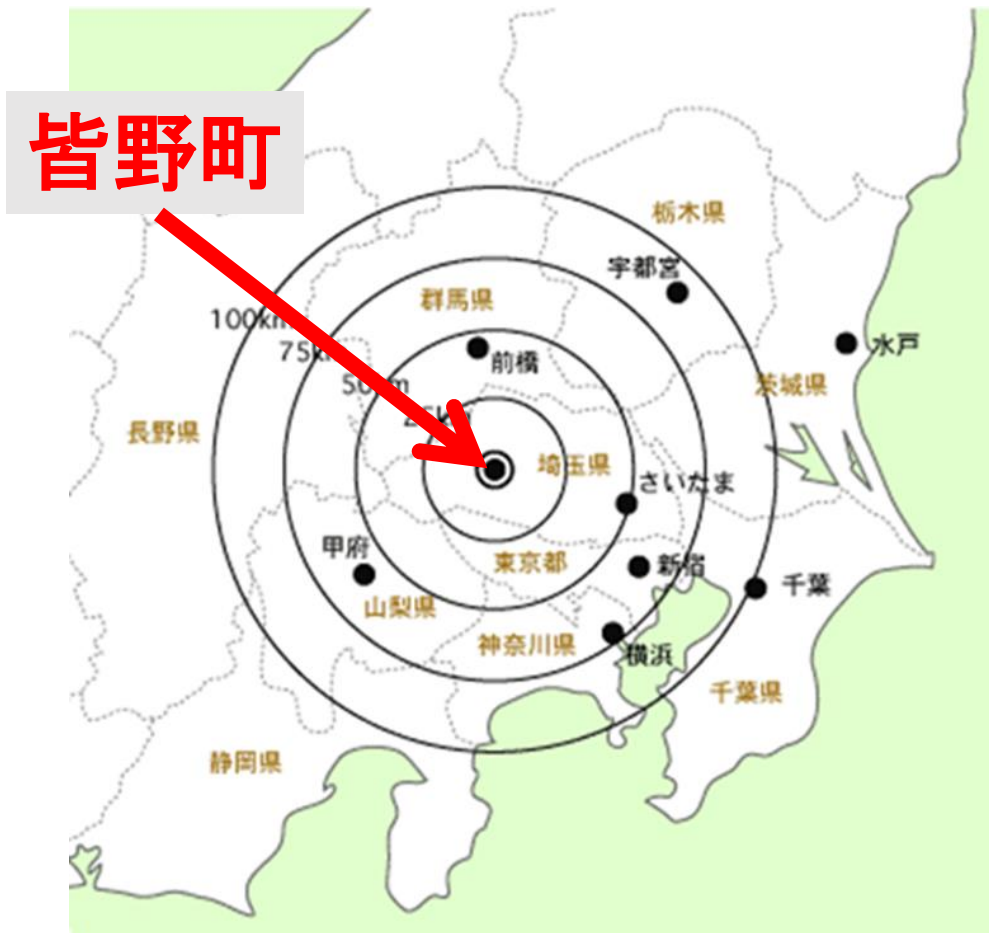 皆野町
栃木県
宇都宮
群馬県
100km
75km
水戸
前橋
50km
茨城県
25km
長野県
埼玉県
さいたま
甲府
東京都
新宿
千葉
山梨県
神奈川県
横浜
千葉県
静岡県